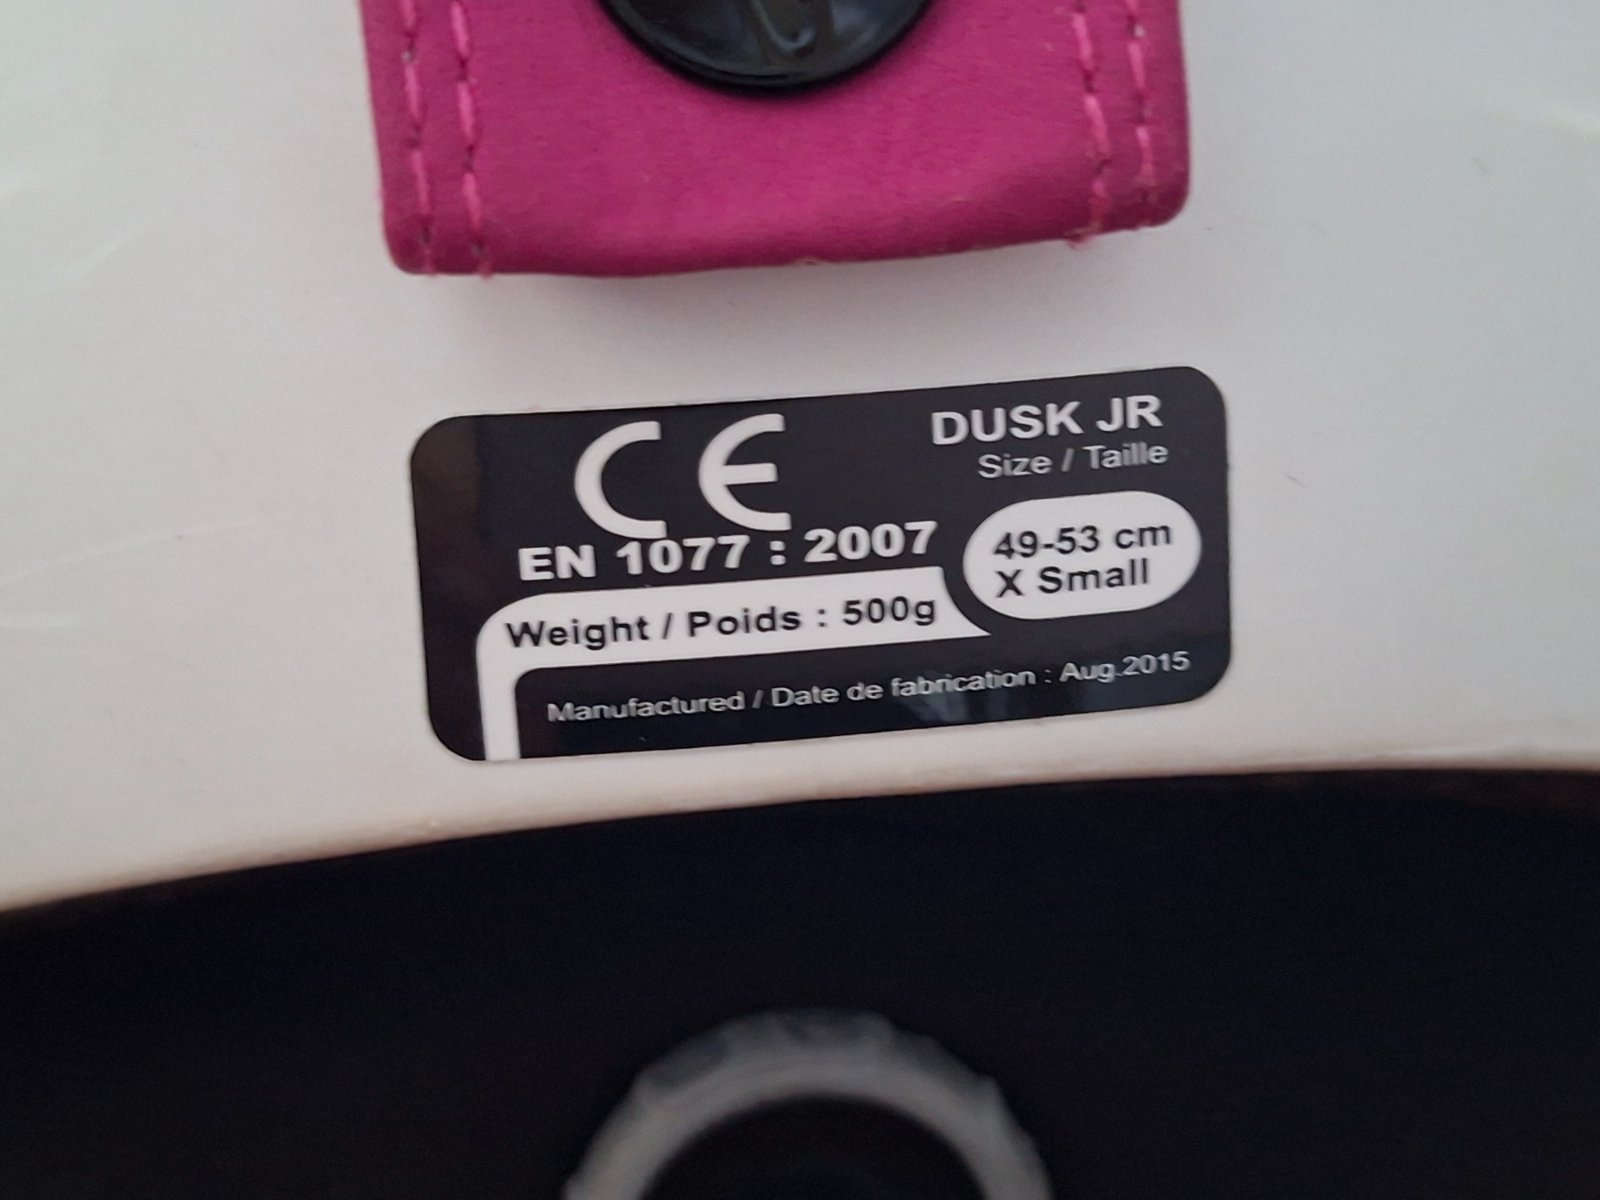 CE
DUSK JR
Size / Taille
EN 1077 : 2007
49-53 cm
X Small
Weight / Poids : 500g
Manufactured / Date de fabrication : Aug.2015